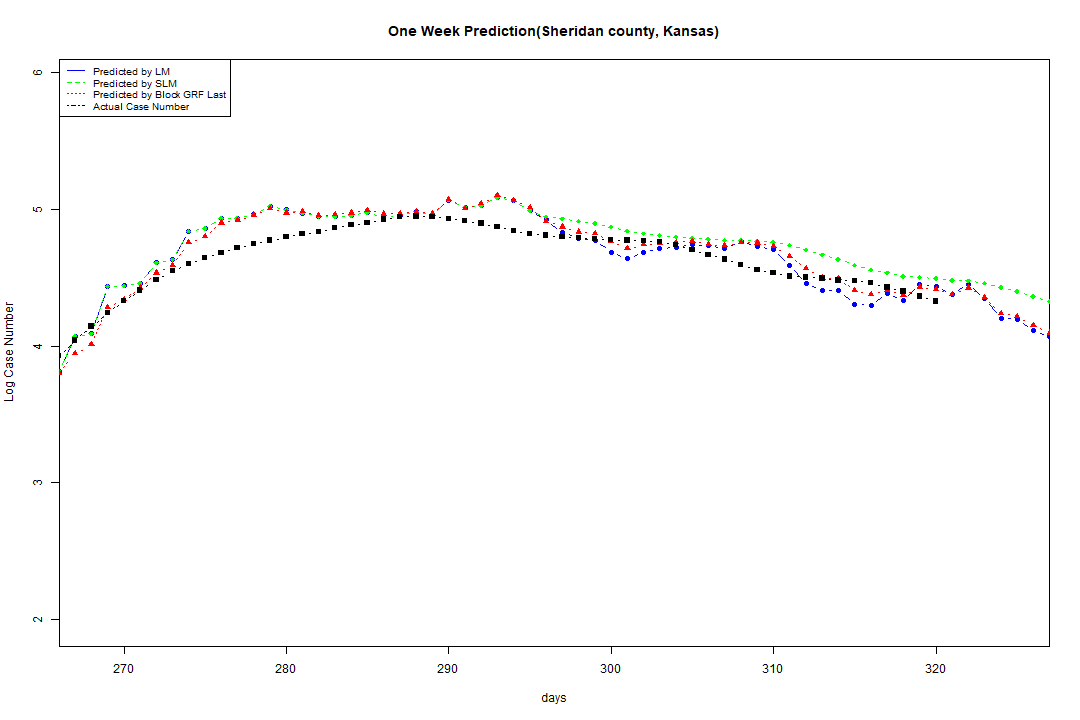 One Week Prediction(Sheridan county, Kansas)
Predicted by LM
Predicted by SLM
Predicted by Block GRF Last
Actual Case Number
6
5
4
3
2
Log Case Number
270 280 290 300 310 320
days